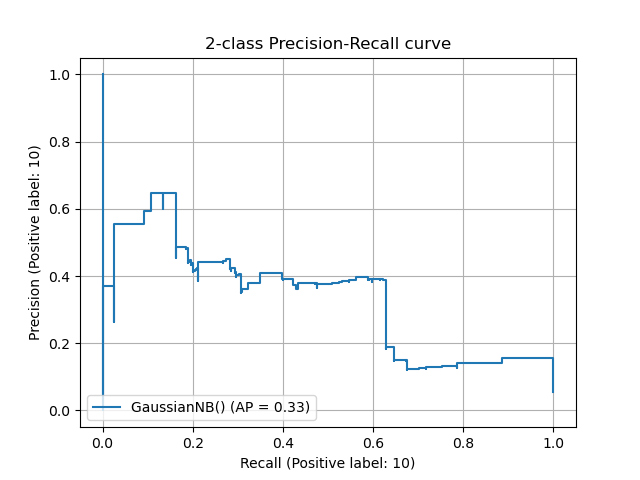 2-class Precision-Recall curve
Precision (Positive label: 10)
1.0
0.8
0.6
0.4
0.2
0.0
GaussianNB() (AP = 0.33)
0.0 0.2 0.4 0.6 0.8 1.0
Recall (Positive label: 10)